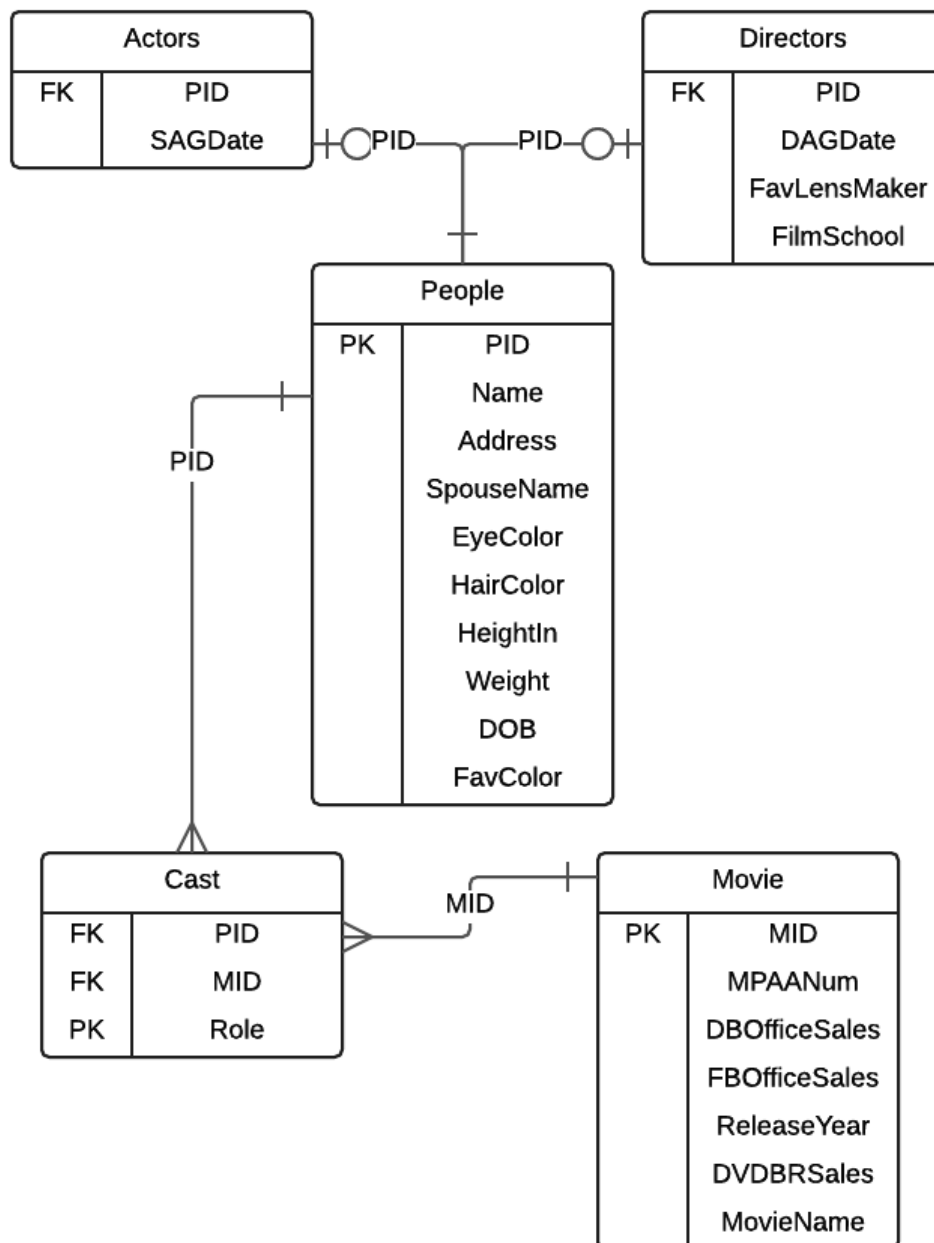 Actors
FK PID
SAGDate
Directors
FK PID
DAGDate
FavLensMaker
FilmSchool
PID
PID
People
PK PID
Name
Address
SpouseName
EyeColor
HairColor
HeightIn
Weight
DOB
FavColor
PID
Cast
FK PID
FK MID
PK Role
MID
Movie
PK MID
MPAANum
DBOfficeSales
FBOfficeSales
ReleaseYear
DVDBRSales
MovieName